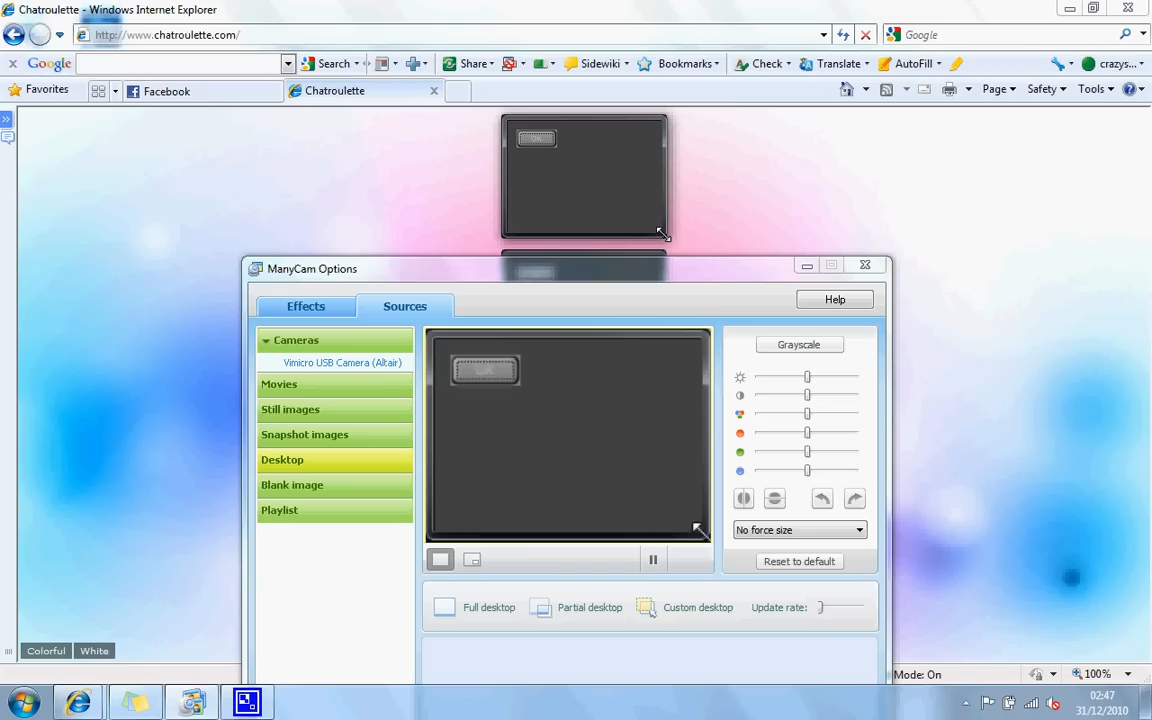 Chatroulette - Windows Internet Explorer
http://www.chatroulette.com/
Google
Google
Search
Share
Sidewiki
Bookmarks
Check
Translate
AutoFill
crazys...
Favorites
Facebook
Chatroulette
Page
Safety
Tools
ManyCam Options
Effects
Sources
Help
Cameras
Vimicro USB Camera (Altair)
Movies
Still images
Snapshot images
Desktop
Blank image
Playlist
Grayscale
No force size
Reset to default
Full desktop
Partial desktop
Custom desktop
Update rate:
Colorful
White
Mode: On
100%
02:47
31/12/2010